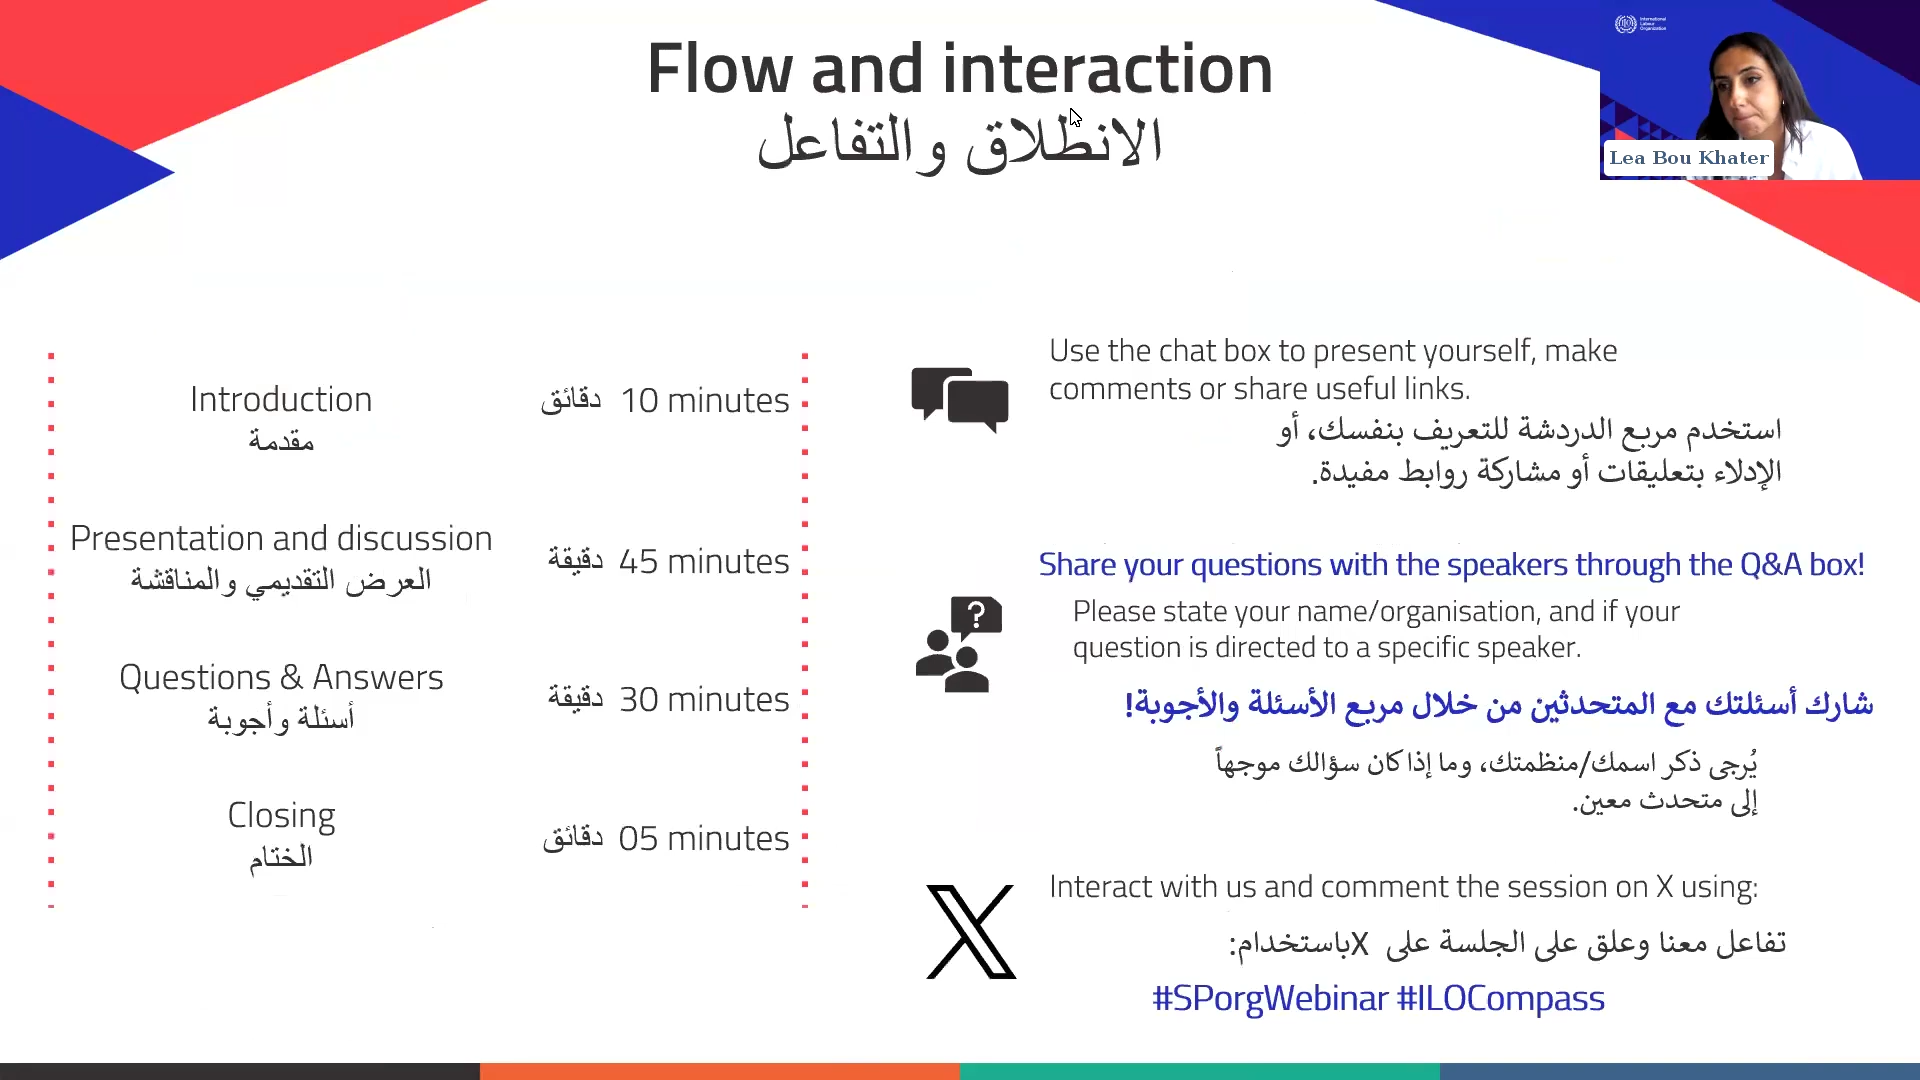 Flow and interaction
الانطلاق والتفاعل
International
Labour
Organization
Lea Bou Khater
Introduction
مقدمة
دقائق 10 minutes
Presentation and discussion
العرض التقديمي والمناقشة
دقيقة 45 minutes
Questions & Answers
أسئلة وأجوبة
دقيقة 30 minutes
Closing
الختام
دقائق 05 minutes
Use the chat box to present yourself, make
comments or share useful links.
استخدم مربع الدردشة للتعريف بنفسك، أو
الإدلاء بتعليقات أو مشاركة روابط مفيدة.
Share your questions with the speakers through the Q&A box!
?
Please state your name/organisation, and if your
question is directed to a specific speaker.
شارك أسئلتك مع المتحدثين من خلال مربع الأسئلة والأجوبة!
يُرجى ذكر اسمك/منظمتك، وما إذا كان سؤالك موجهاً
إلى متحدث معين.
Interact with us and comment the session on X using:
تفاعل معنا وعلق على الجلسة على Xباستخدام:
#SPorgWebinar #ILOCompass